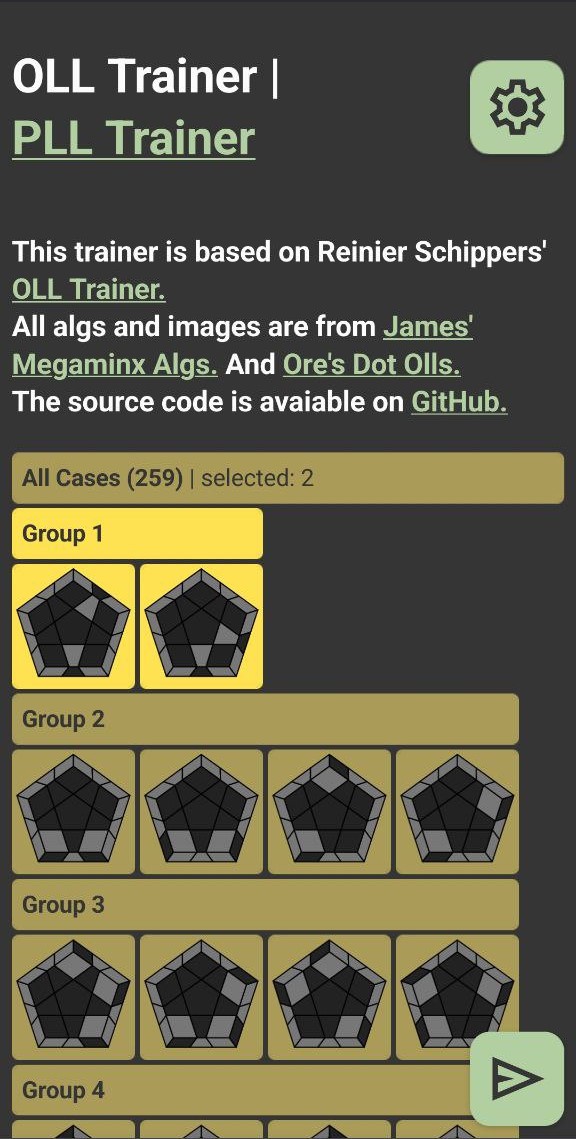 OLL Trainer |
PLL Trainer
This trainer is based on Reinier Schippers'
OLL Trainer.
All algs and images are from James'
Megaminx Algs. And Ore's Dot Olls.
The source code is avaiable on GitHub.
All Cases (259) | selected: 2
Group 1
Group 2
Group 3
Group 4